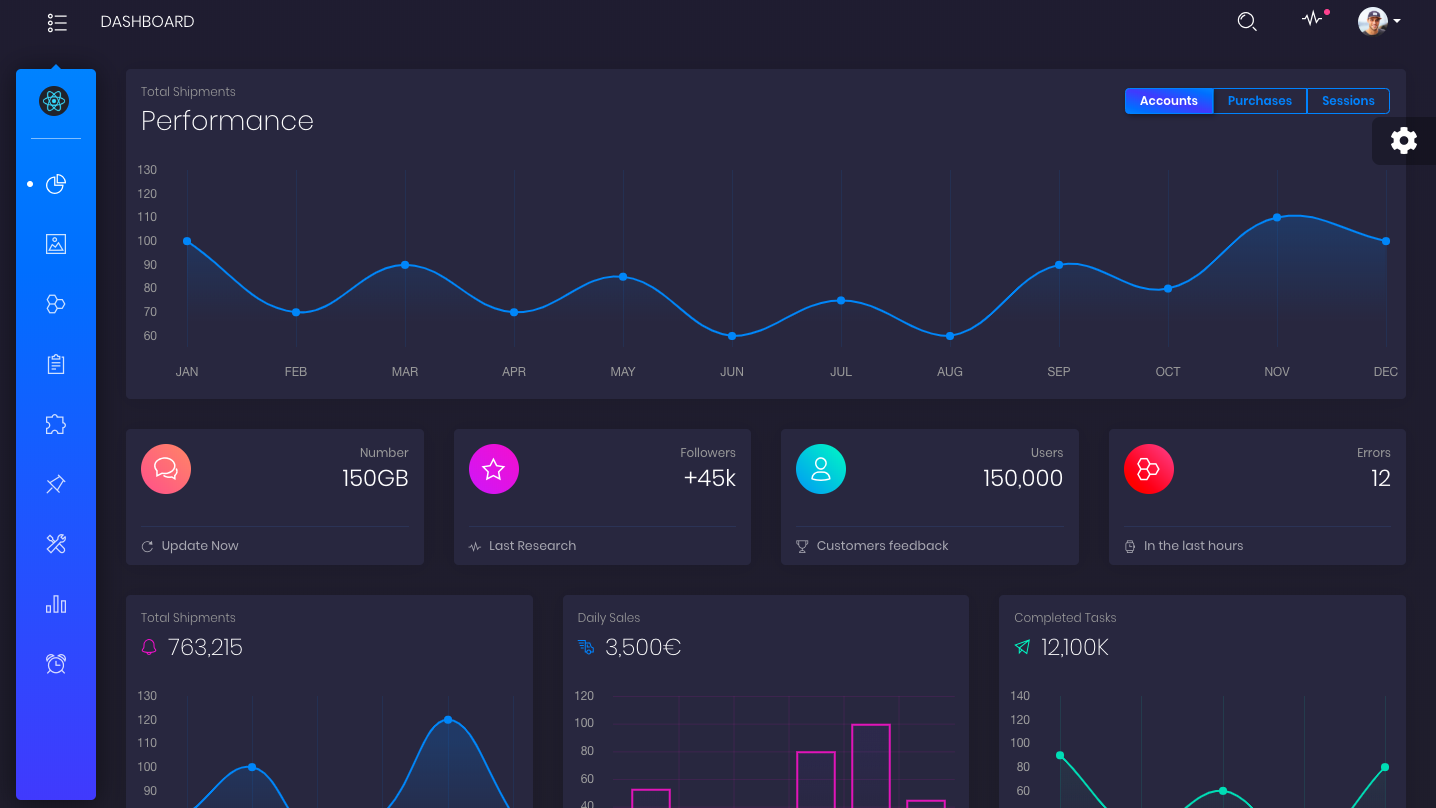 DASHBOARD
Total Shipments
Performance
Accounts Purchases Sessions
130
120
110
100
90
80
70
60
JAN FEB MAR APR MAY JUN JUL AUG SEP OCT NOV DEC
Number
150GB
Update Now
Followers
+45k
Last Research
Users
150,000
Customers feedback
Errors
12
In the last hours
Total Shipments
763,215
130
120
110
100
90
Daily Sales
3,500€
120
100
80
60
40
Completed Tasks
12,100K
140
120
100
80
60